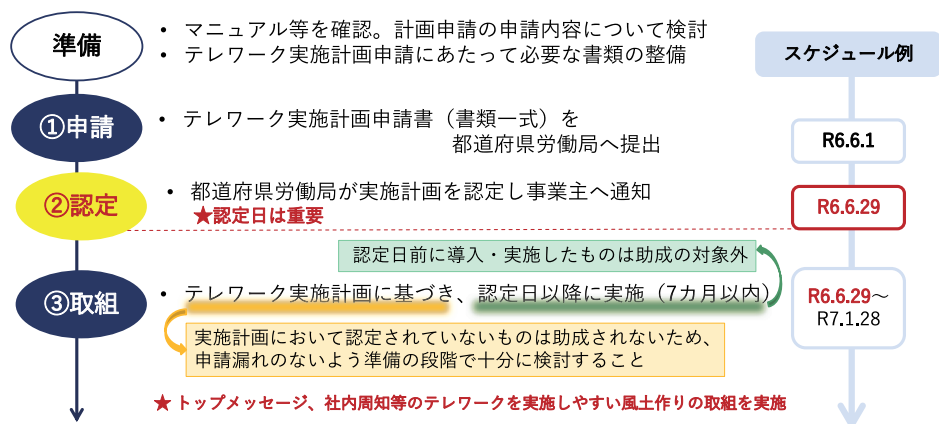 準備
• マニュアル等を確認。計画申請の申請内容について検討
• テレワーク実施計画申請にあたって必要な書類の整備
スケジュール例
①申請
• テレワーク実施計画申請書（書類一式）を
都道府県労働局へ提出
R6.6.1
②認定
• 都道府県労働局が実施計画を認定し事業主へ通知
★認定日は重要
R6.6.29
認定日前に導入・実施したものは助成の対象外
③取組
• テレワーク実施計画に基づき、認定日以降に実施（7カ月以内）
R6.6.29～
R7.1.28
実施計画において認定されていないものは助成されないため、
申請漏れのないよう準備の段階で十分に検討すること
★ トップメッセージ、社内周知等のテレワークを実施しやすい風土作りの取組を実施